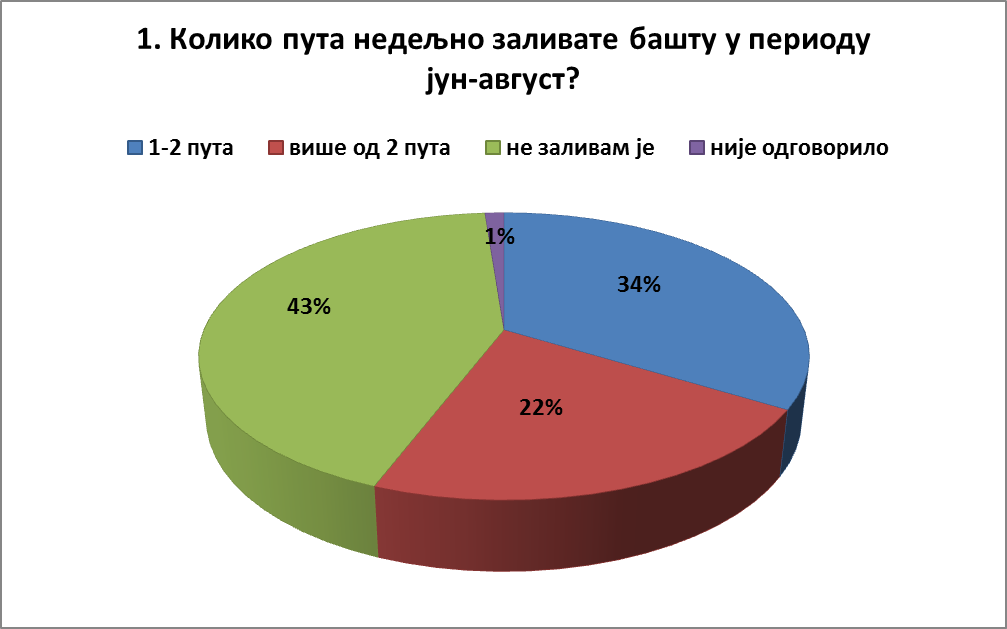 1. Колико пута недељно заливате башту у периоду
јун-август?
1-2 пута више од 2 пута не заливам је није одговорило
1%
34%
43%
22%